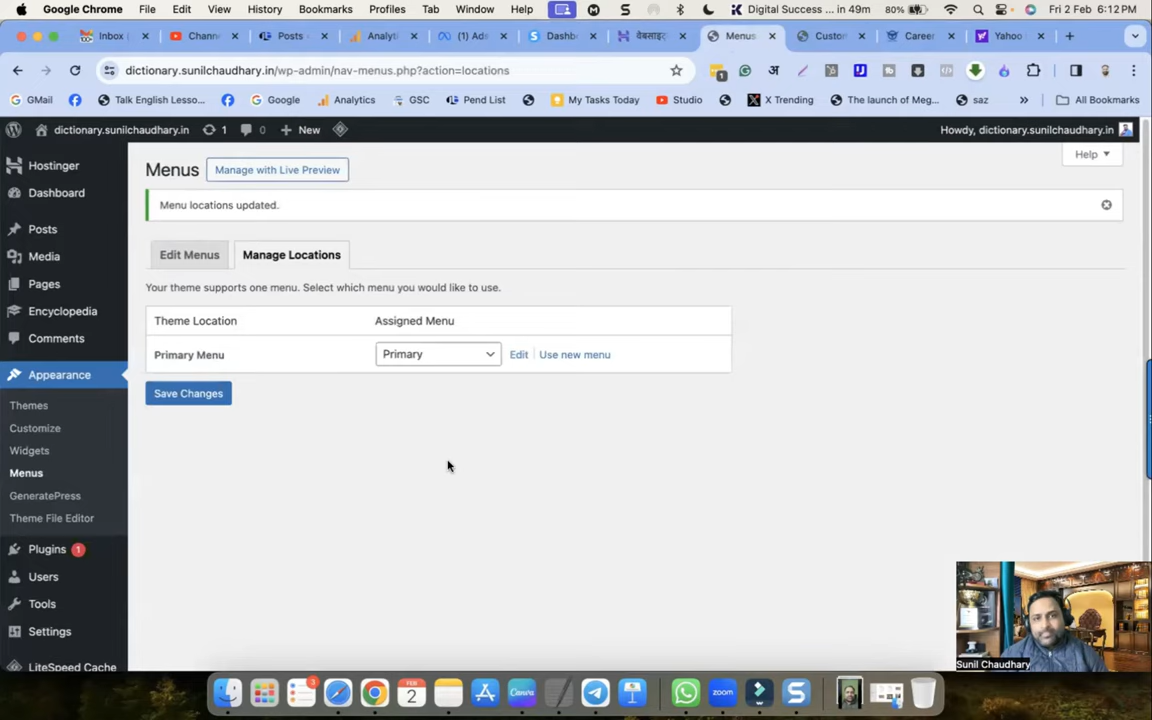 Google Chrome File Edit View History Bookmarks Profiles Tab Window Help Digital Success ... in 49m 80% Fri 2 Feb 6:12 PM
Inbox ( Chann Posts Analyti (1) Ad Dashb वेबसाइट Menus Custo Career Yahoo
dictionary.sunilchaudhary.in/wp-admin/nav-menus.php?action=locations
GMail Talk English Lesso... Google Analytics GSC Pend List My Tasks Today Studio X Trending The launch of Meg... saz » All Bookmarks
dictionary.sunilchaudhary.in 1 0 + New Howdy, dictionary.sunilchaudhary.in
Hostinger
Dashboard
Posts
Media
Pages
Encyclopedia
Comments
Appearance
Themes
Customize
Widgets
Menus
GeneratePress
Theme File Editor
Plugins 1
Users
Tools
Settings
LiteSpeed Cache
Menus Manage with Live Preview Help
Menu locations updated.
Edit Menus Manage Locations
Your theme supports one menu. Select which menu you would like to use.
Theme Location Assigned Menu
Primary Menu Primary Edit Use new menu
Save Changes
Sunil Chaudhary
3
FEB
2
zoom